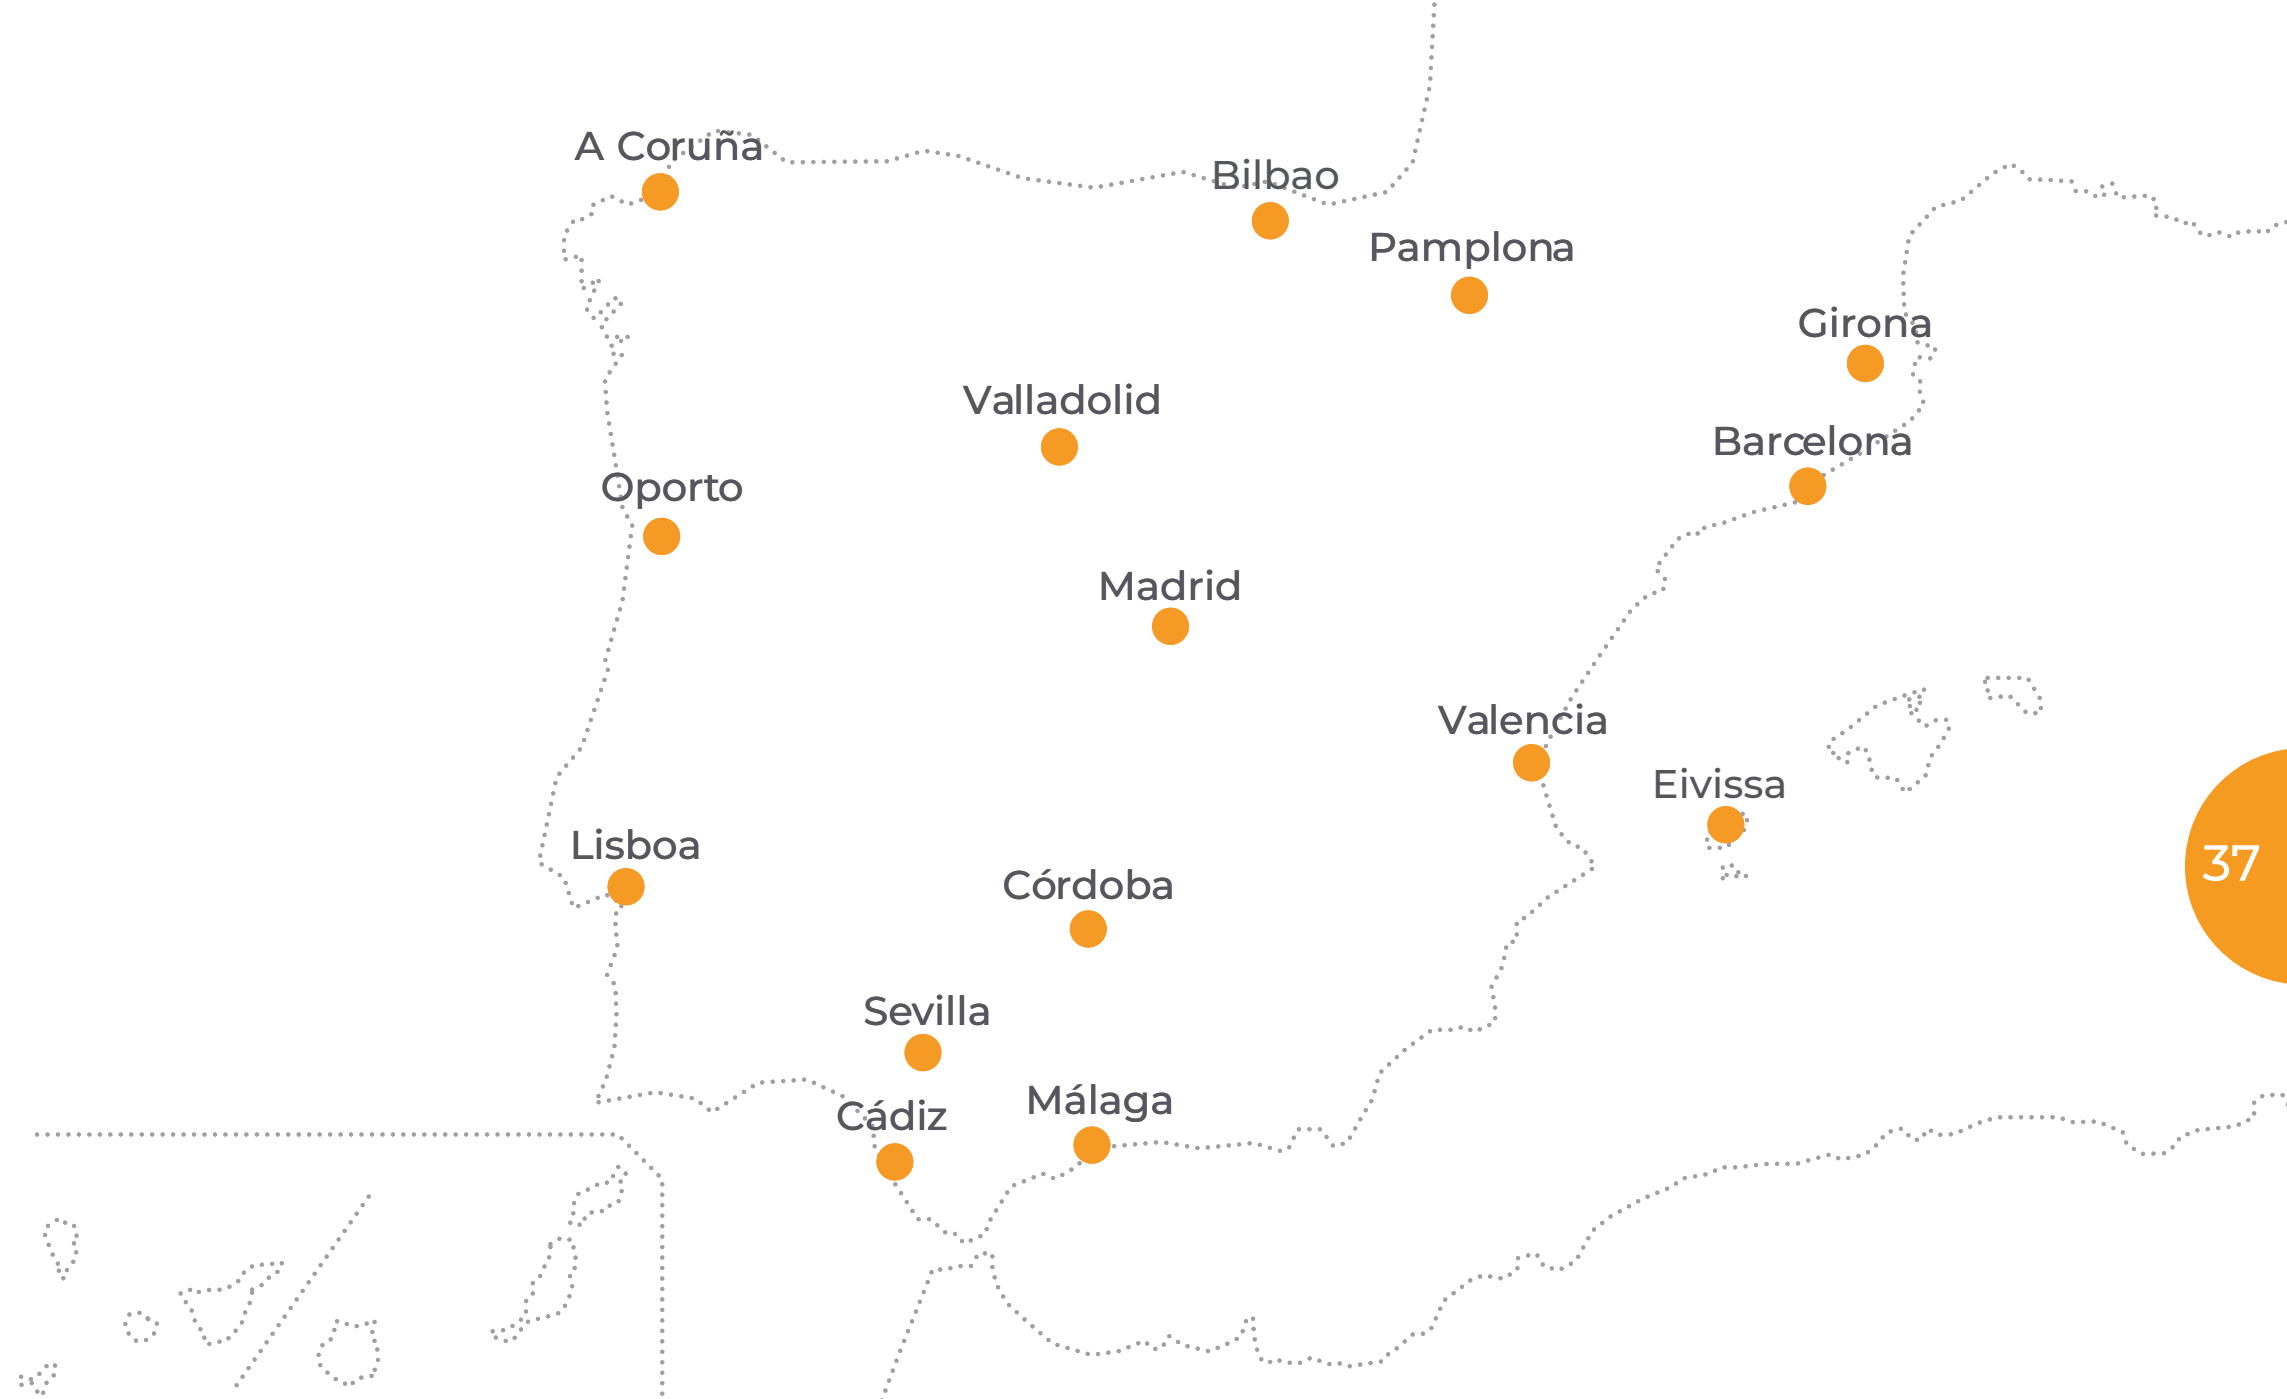 A Coruña
Bilbao
Pamplona
Girona
Valladolid
Barcelona
Oporto
Madrid
Valencia
Eivissa
Lisboa
37
Córdoba
Sevilla
Málaga
Cádiz